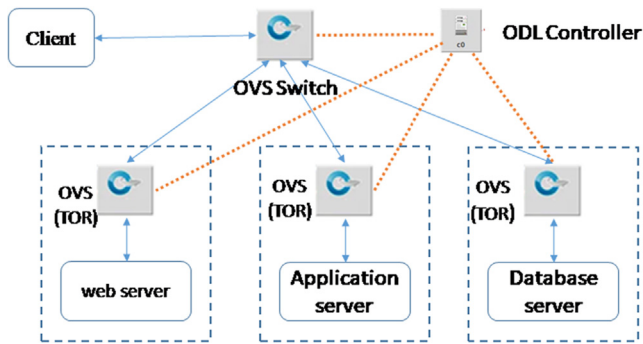 Client
ODL Controller
c0
OVS Switch
OVS
(TOR)
OVS
(TOR)
OVS
(TOR)
web server
Application
server
Database
server